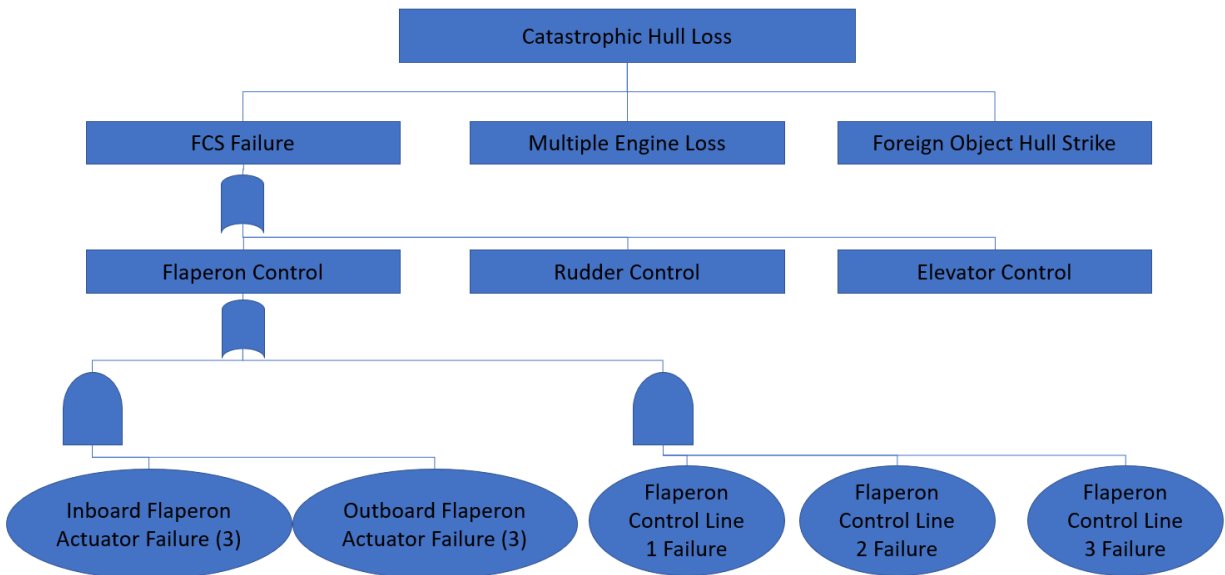 Catastrophic Hull Loss
FCS Failure
Multiple Engine Loss
Foreign Object Hull Strike
Flaperon Control
Rudder Control
Elevator Control
Inboard Flaperon
Actuator Failure (3)
Outboard Flaperon
Actuator Failure (3)
Flaperon
Control Line
1 Failure
Flaperon
Control Line
2 Failure
Flaperon
Control Line
3 Failure